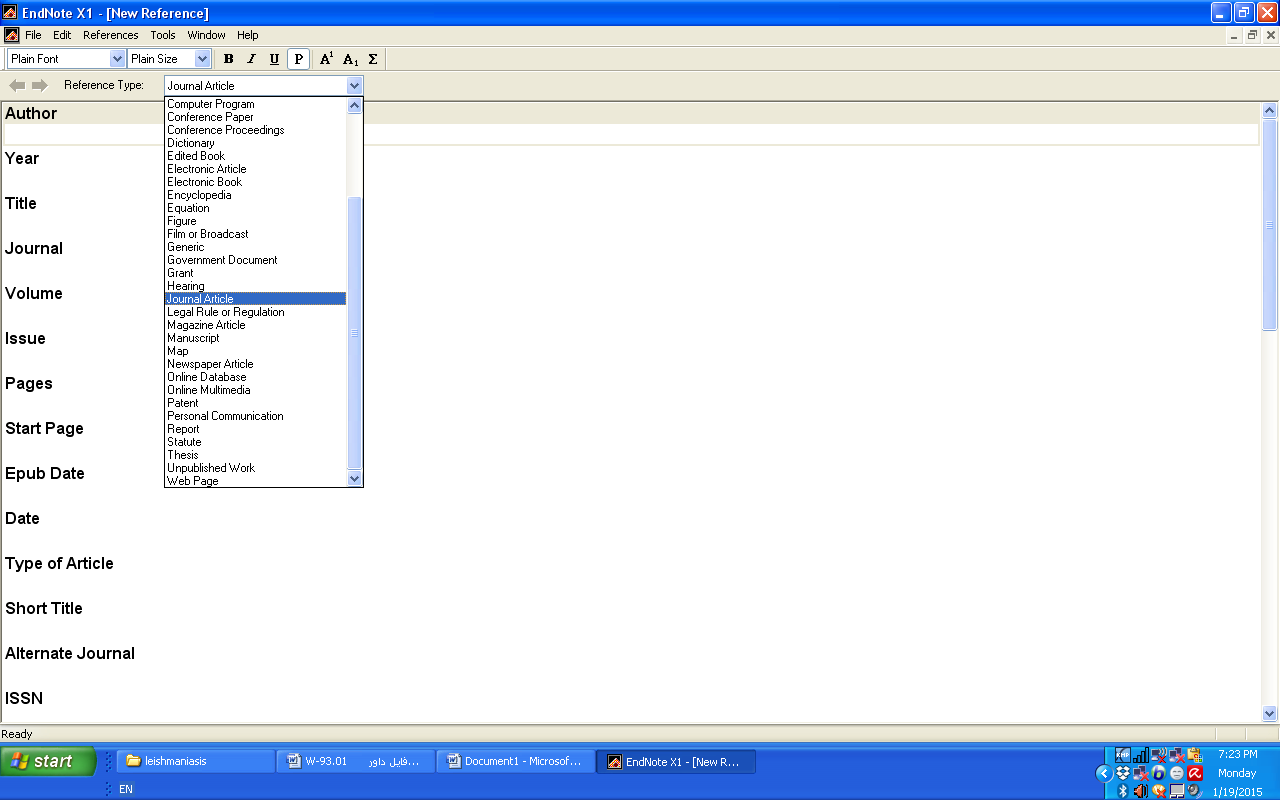 EndNote X1 - [New Reference]
File Edit References Tools Window Help
Plain Font Plain Size B I U P A¹ A₁ Σ
Reference Type: Journal Article
Computer Program
Conference Paper
Conference Proceedings
Dictionary
Edited Book
Electronic Article
Electronic Book
Encyclopedia
Equation
Figure
Film or Broadcast
Generic
Government Document
Grant
Hearing
Journal Article
Legal Rule or Regulation
Magazine Article
Manuscript
Map
Newspaper Article
Online Database
Online Multimedia
Patent
Personal Communication
Report
Statute
Thesis
Unpublished Work
Web Page
Author
Year
Title
Journal
Volume
Issue
Pages
Start Page
Epub Date
Date
Type of Article
Short Title
Alternate Journal
ISSN
Ready
start leishmaniasis W-93.01 فایل داور... Document1 - Microsof... EndNote X1 - [New R...
EN
7:23 PM
Monday
1/19/2015